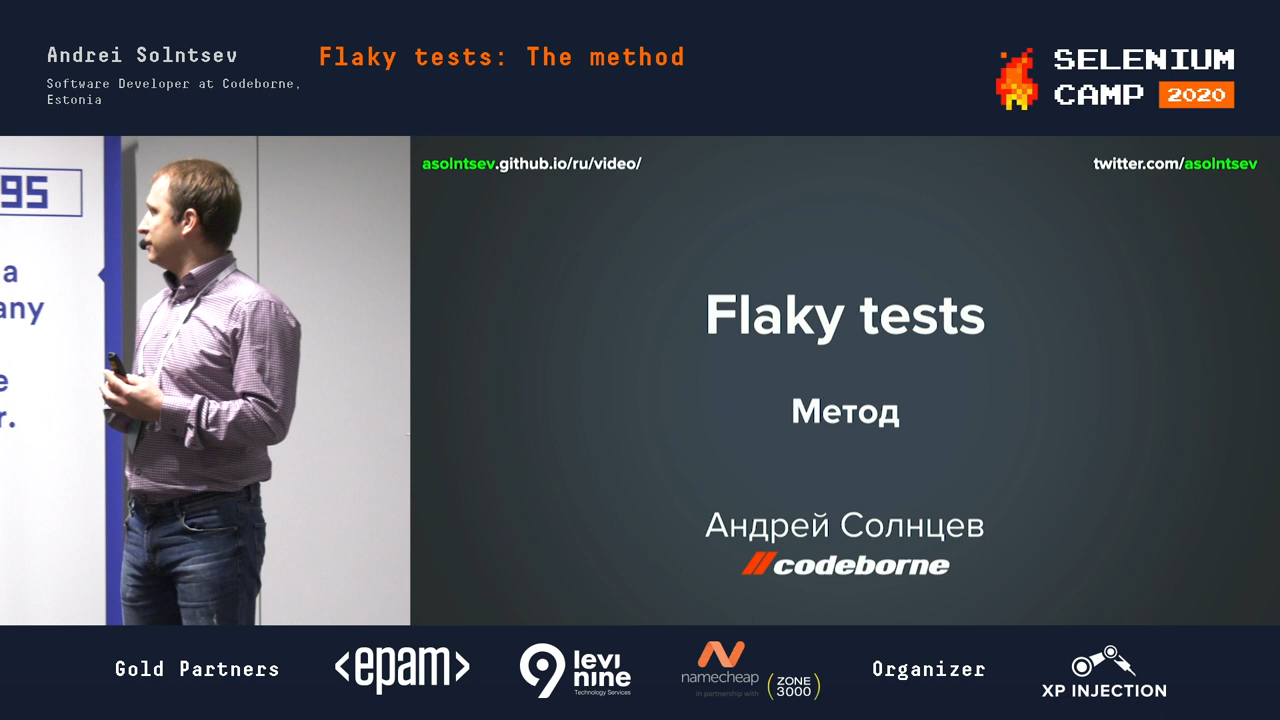 Andrei Solntsev
Software Developer at Codeborne,
Estonia
Flaky tests: The method
SELENIUM
CAMP 2020
95
a
any
e
r.
asolntsev.github.io/ru/video/
twitter.com/asolntsev
Flaky tests
Метод
Андрей Солнцев
codeborne
Gold Partners
<epam>
9 levi
nine
Technology Services
namecheap
in partnership with
ZONE
3000
Organizer
XP INJECTION